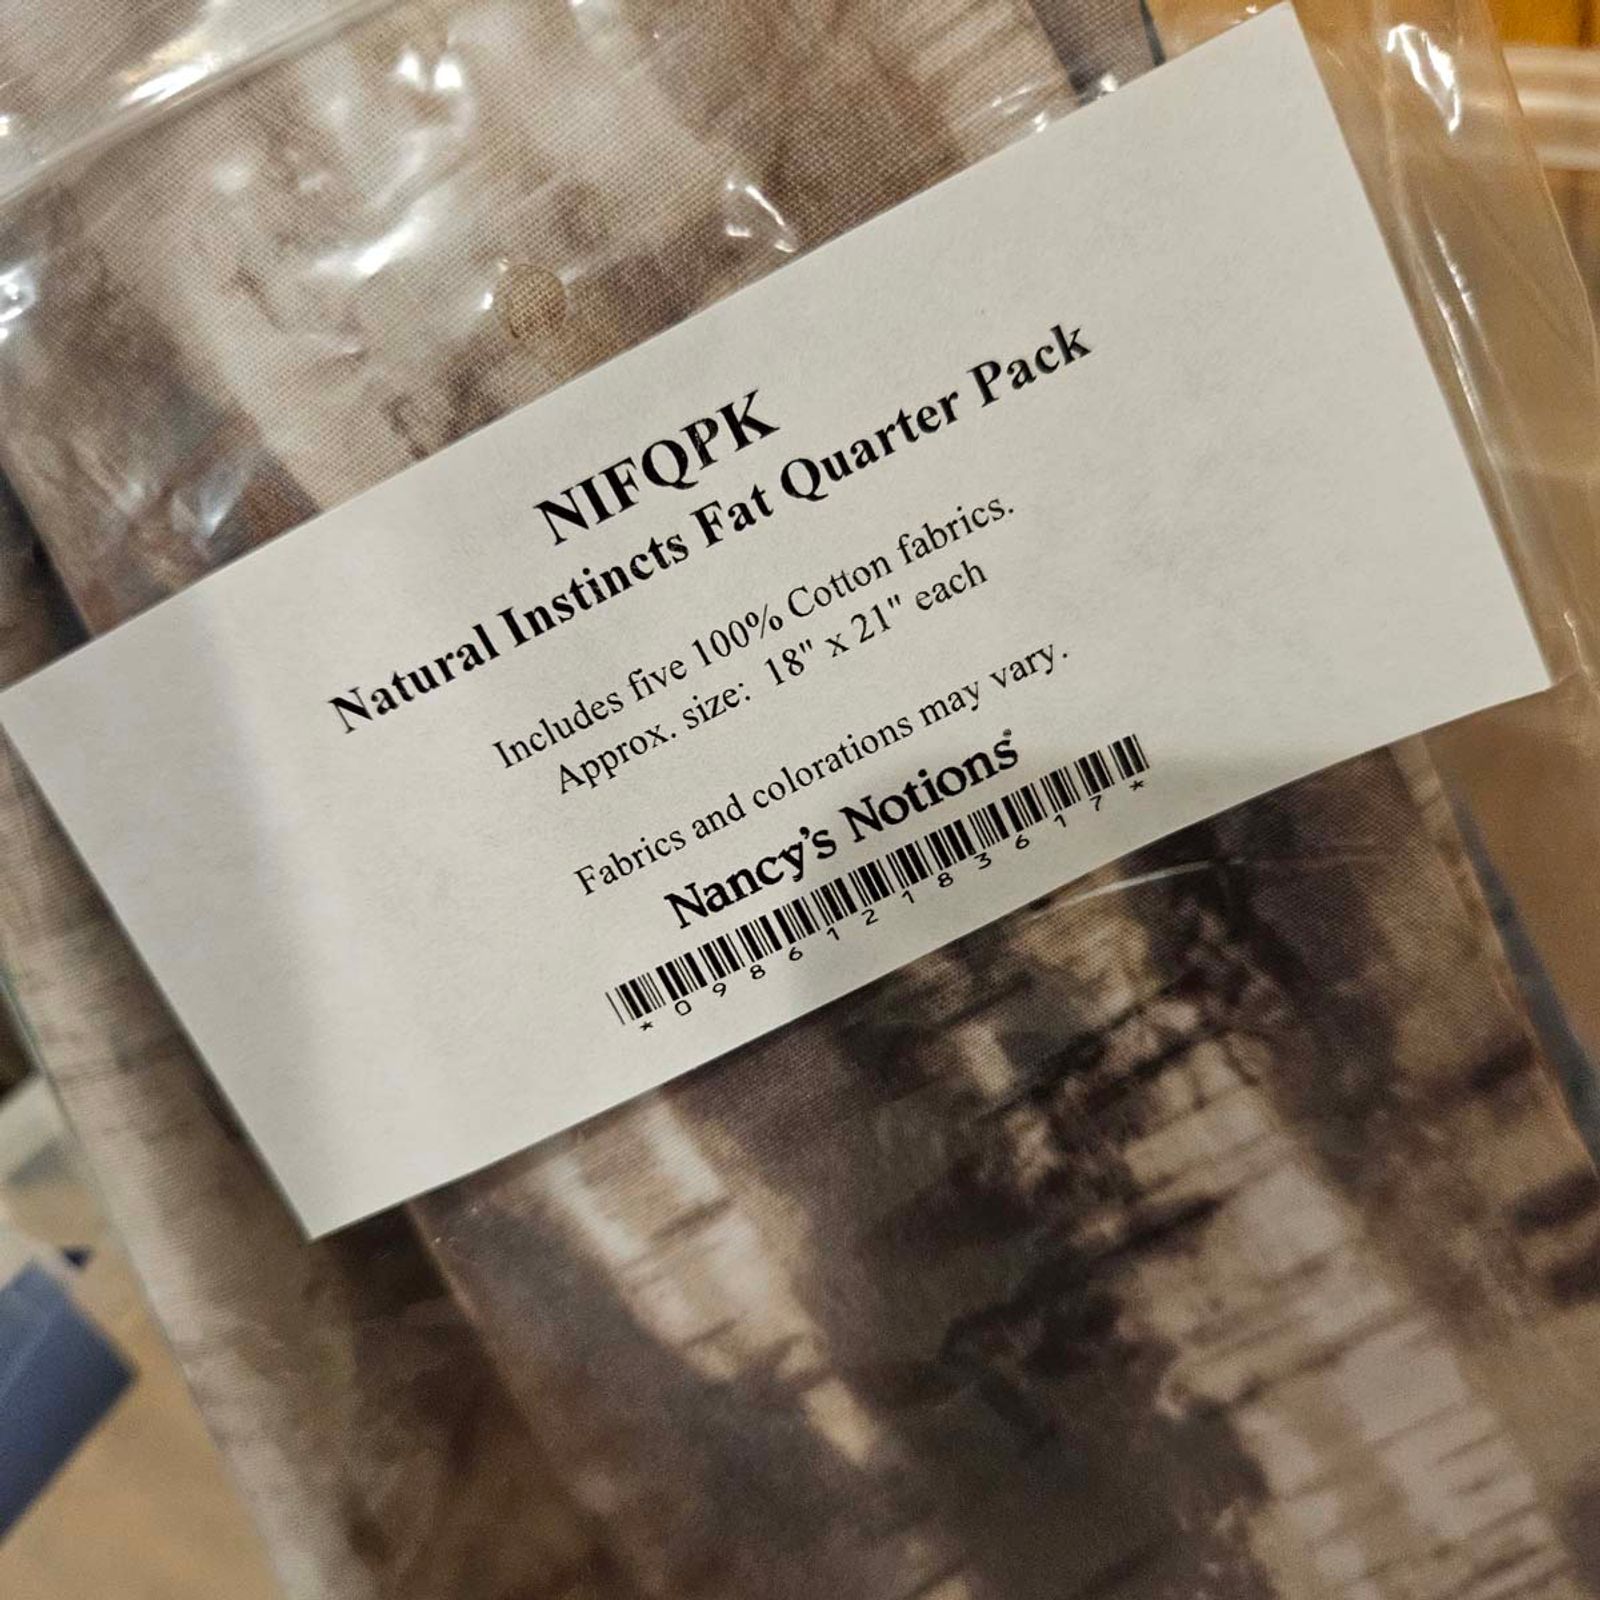 NIFQPK
Natural Instincts Fat Quarter Pack
Includes five 100% Cotton fabrics.
Approx. size: 18" x 21" each
Fabrics and colorations may vary.
Nancy's Notions®
*098612183617*